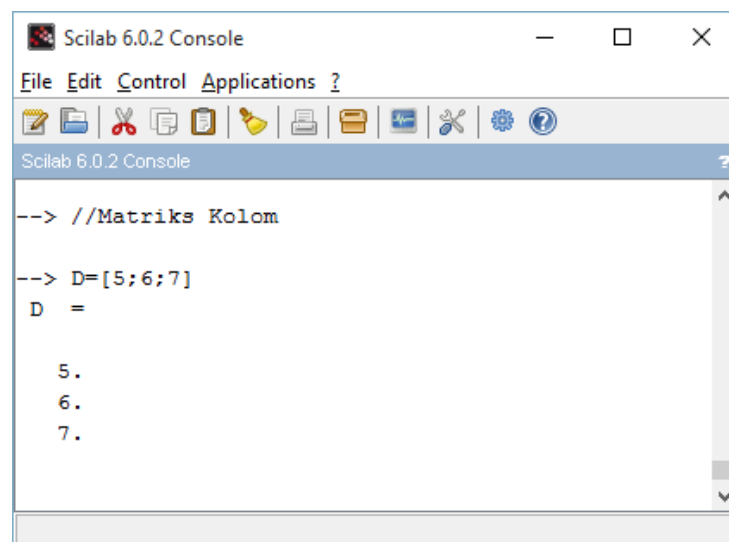 Scilab 6.0.2 Console
File Edit Control Applications ?
Scilab 6.0.2 Console ?
--> //Matriks Kolom
--> D=[5;6;7]
D =
5.
6.
7.